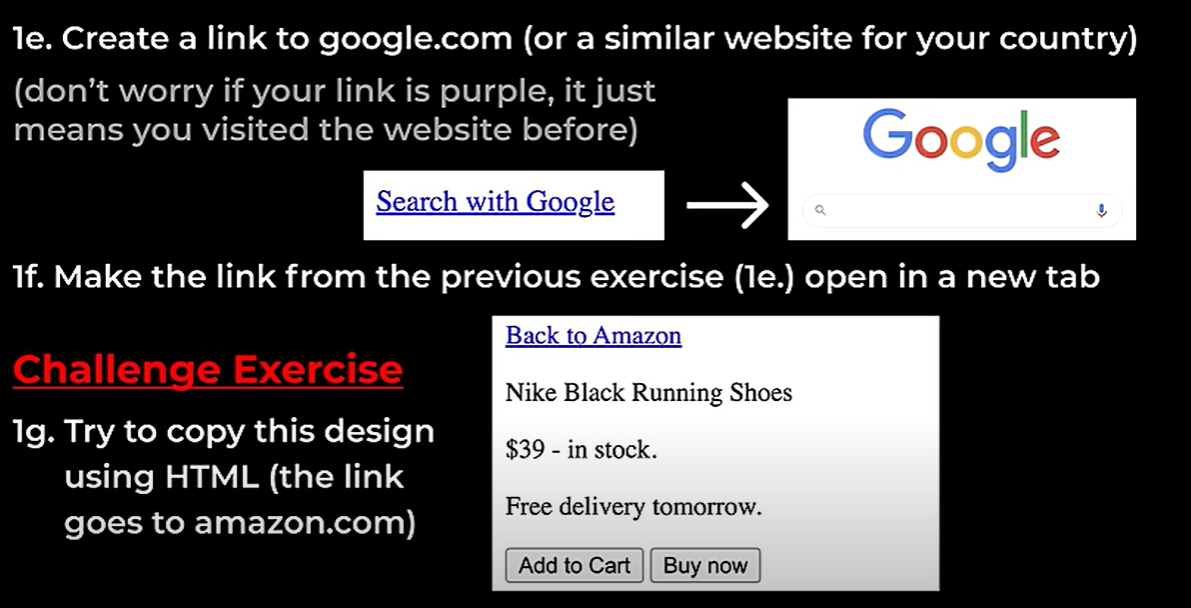 1e. Create a link to google.com (or a similar website for your country)
(don't worry if your link is purple, it just
means you visited the website before)
Search with Google
Google
1f. Make the link from the previous exercise (1e.) open in a new tab
Challenge Exercise
1g. Try to copy this design
using HTML (the link
goes to amazon.com)
Back to Amazon
Nike Black Running Shoes
$39 - in stock.
Free delivery tomorrow.
Add to Cart Buy now